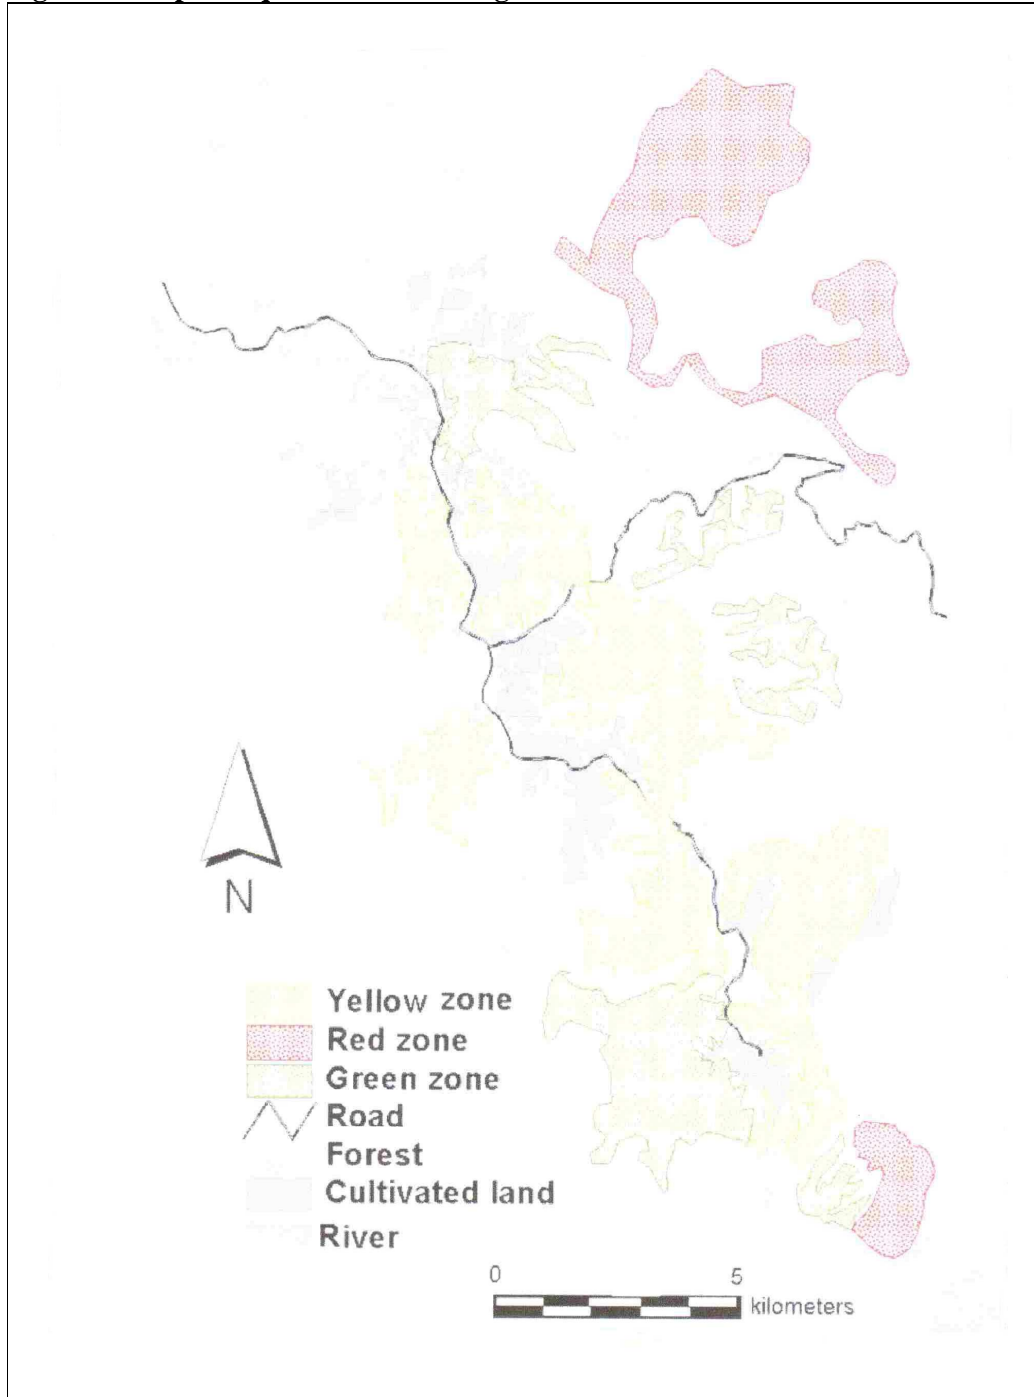 N
Yellow zone
Red zone
Green zone
Road
Forest
Cultivated land
River
0 5
kilometers